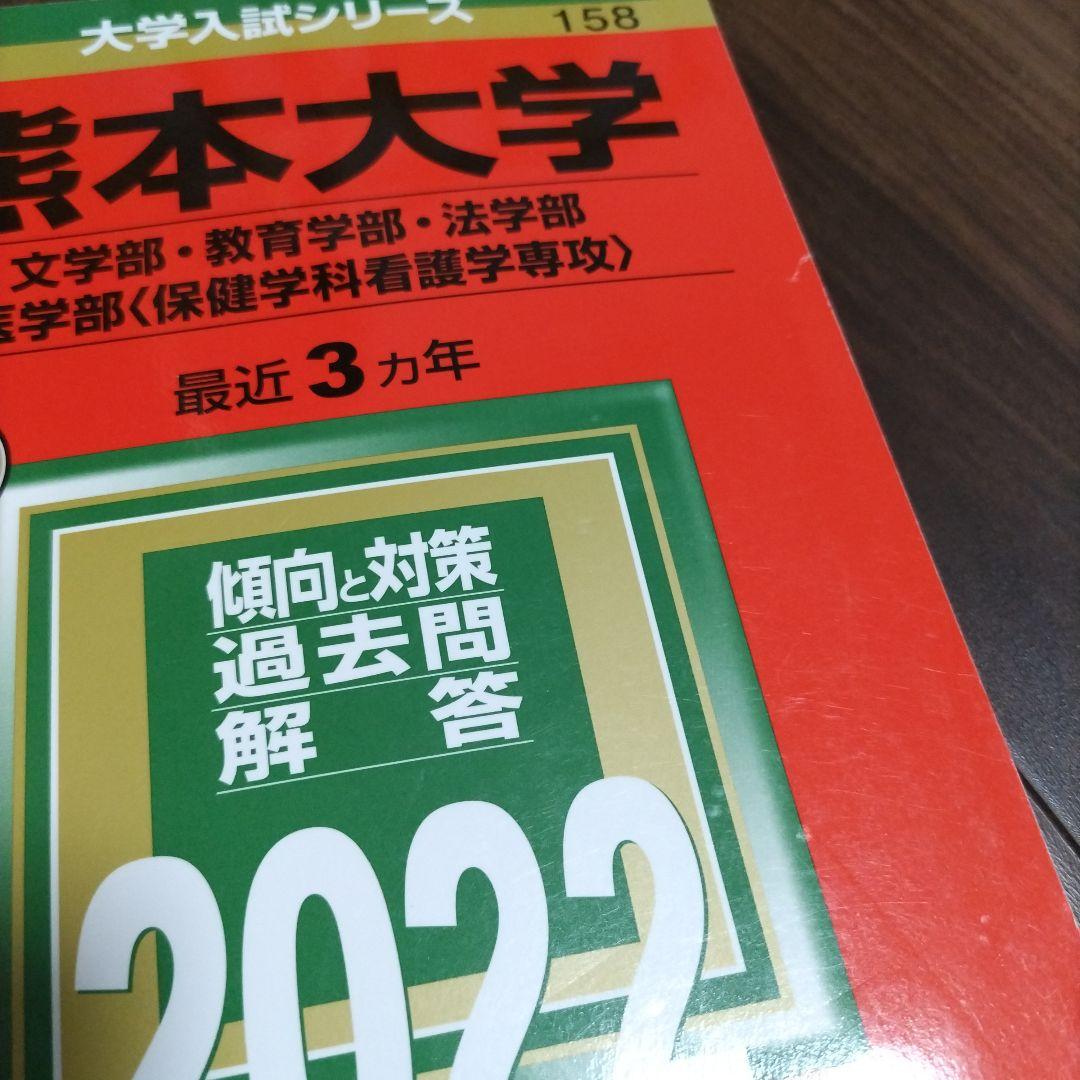 大学入試シリーズ 158
熊本大学
文学部・教育学部・法学部
医学部〈保健学科看護学専攻〉
最近3カ年
傾向と対策
過去問
解答
2022